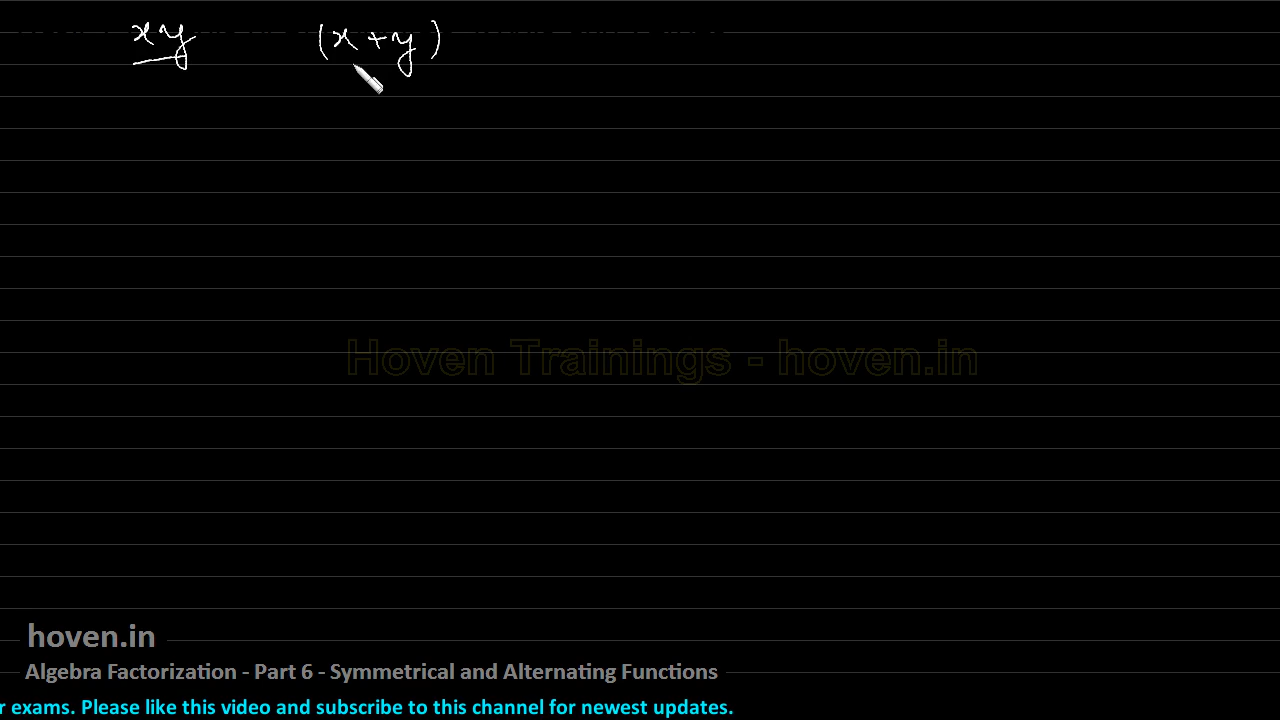 xy (x+y)
Hoven Trainings - hoven.in
hoven.in
Algebra Factorization - Part 6 - Symmetrical and Alternating Functions
r exams. Please like this video and subscribe to this channel for newest updates.